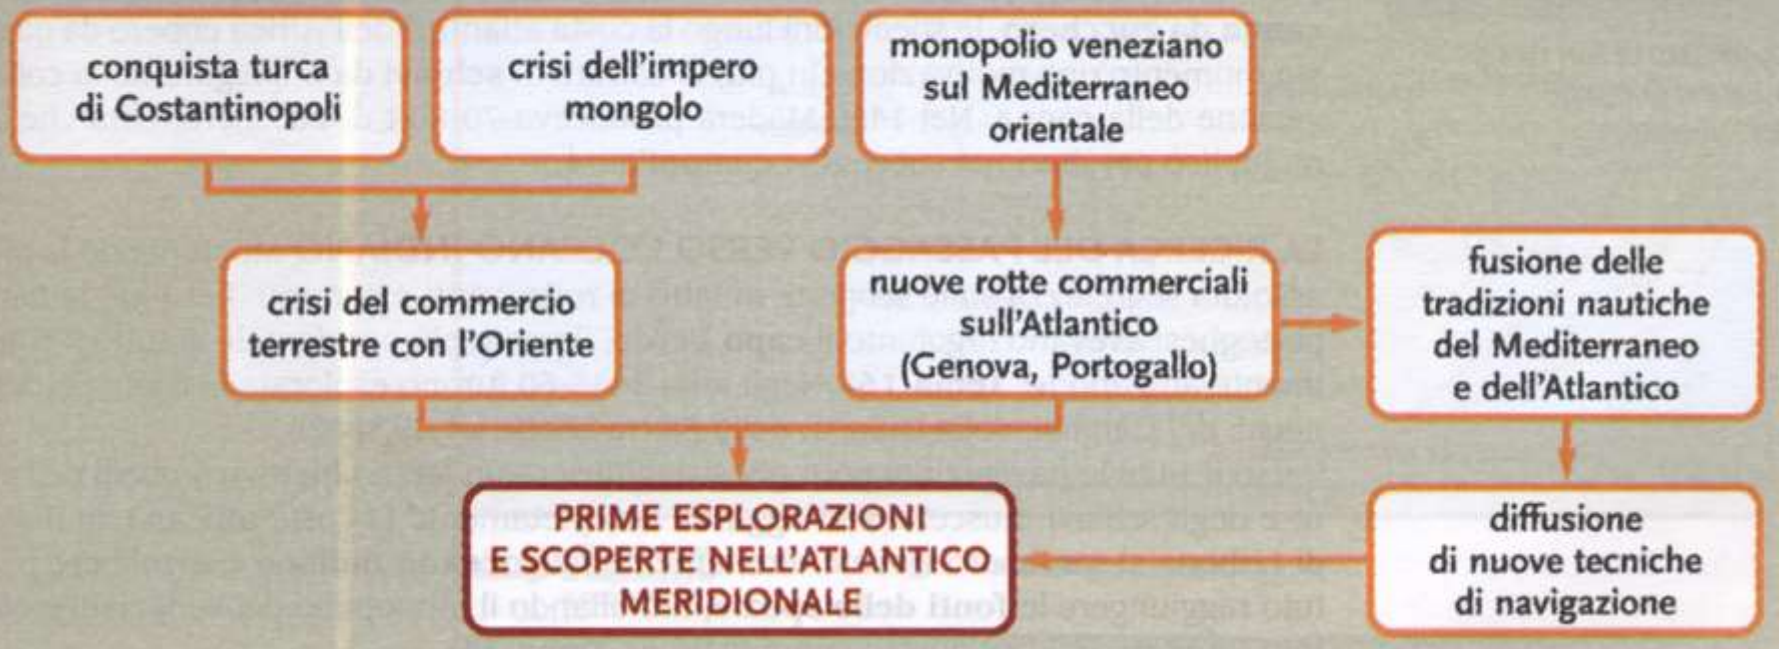 conquista turca
di Costantinopoli
crisi dell'impero
mongolo
monopolio veneziano
sul Mediterraneo
orientale
crisi del commercio
terrestre con l'Oriente
nuove rotte commerciali
sull'Atlantico
(Genova, Portogallo)
fusione delle
tradizioni nautiche
del Mediterraneo
e dell'Atlantico
PRIME ESPLORAZIONI
E SCOPERTE NELL'ATLANTICO
MERIDIONALE
diffusione
di nuove tecniche
di navigazione